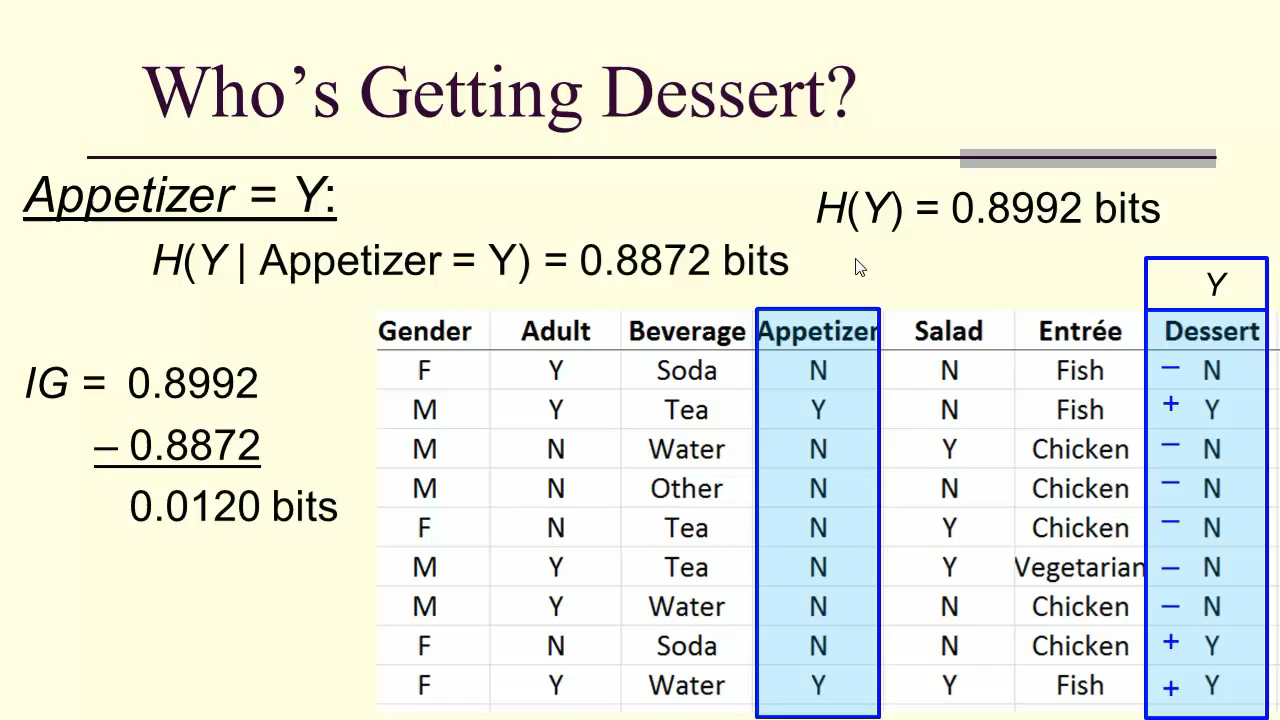 Who's Getting Dessert?
Appetizer = Y:
H(Y) = 0.8992 bits
H(Y | Appetizer = Y) = 0.8872 bits
IG = 0.8992
– 0.8872
0.0120 bits
Y
Gender Adult Beverage Appetizer Salad Entrée Dessert
F Y Soda N N Fish – N
M Y Tea Y N Fish + Y
M N Water N Y Chicken – N
M N Other N N Chicken – N
F N Tea N Y Chicken – N
M Y Tea N Y Vegetarian – N
M Y Water N N Chicken – N
F N Soda N N Chicken + Y
F Y Water Y Y Fish + Y